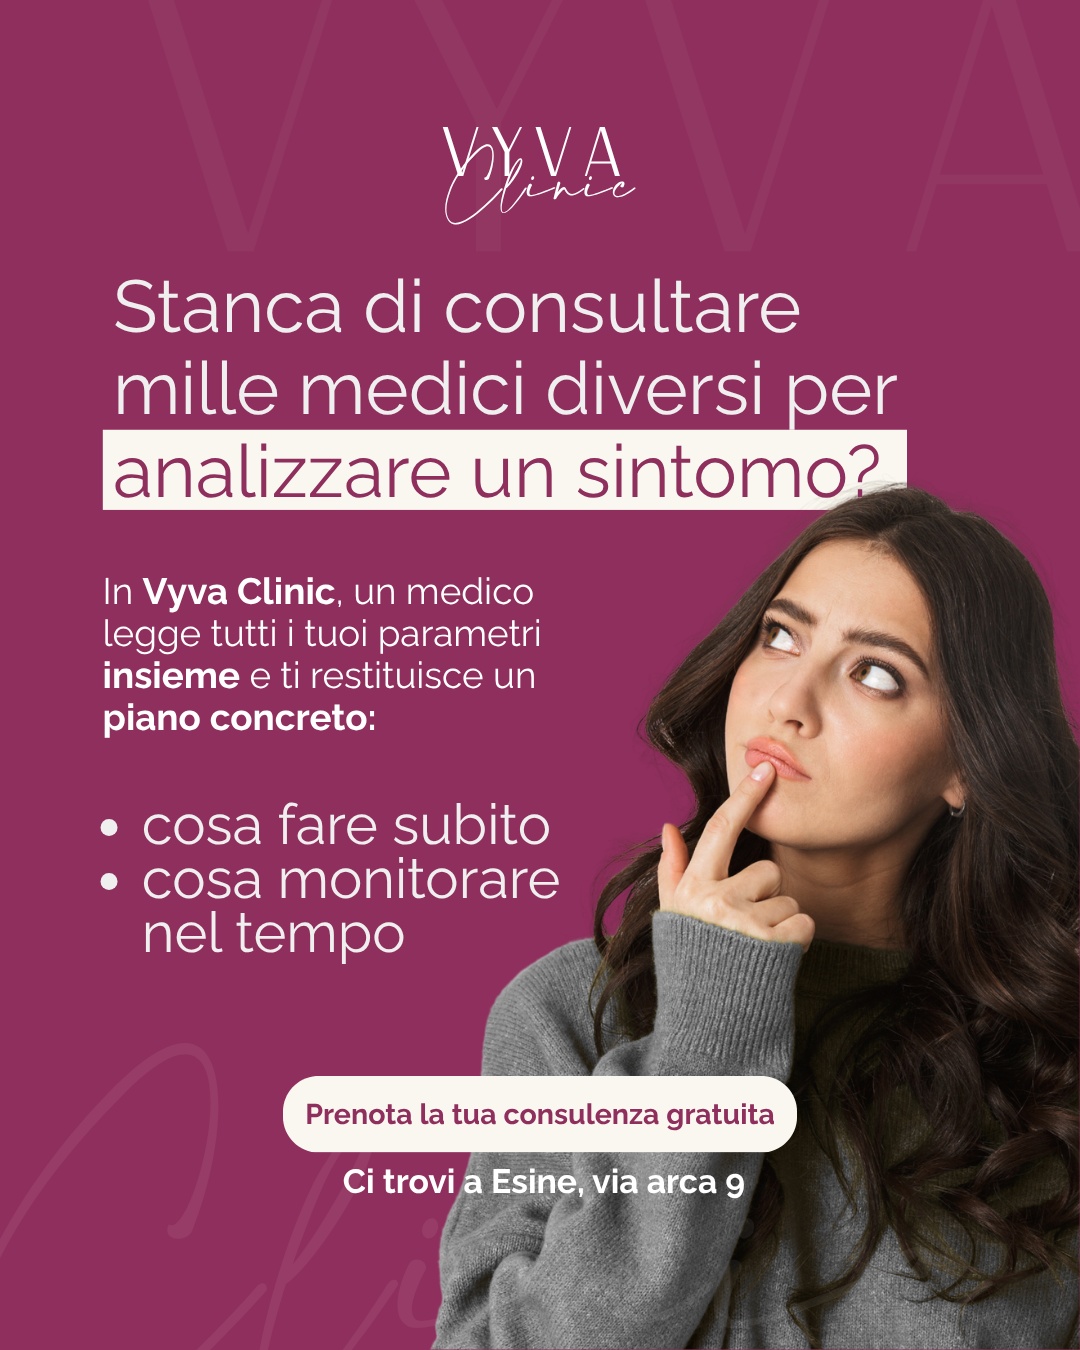 VYVA
Clinic
Stanca di consultare
mille medici diversi per
analizzare un sintomo?
In Vyva Clinic, un medico
legge tutti i tuoi parametri
insieme e ti restituisce un
piano concreto:
• cosa fare subito
• cosa monitorare
nel tempo
Prenota la tua consulenza gratuita
Ci trovi a Esine, via arca 9